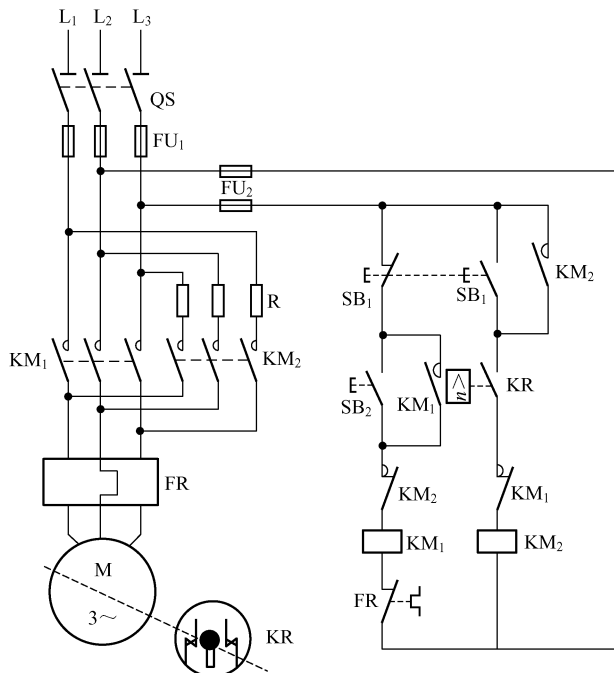 L₁ L₂ L₃
QS
FU₁
FU₂
KM₂
SB₁ SB₁
R
KM₁ KM₂
SB₂ KM₁ n> KR
FR
KM₂ KM₁
KM₁ KM₂
M
3~
FR
KR